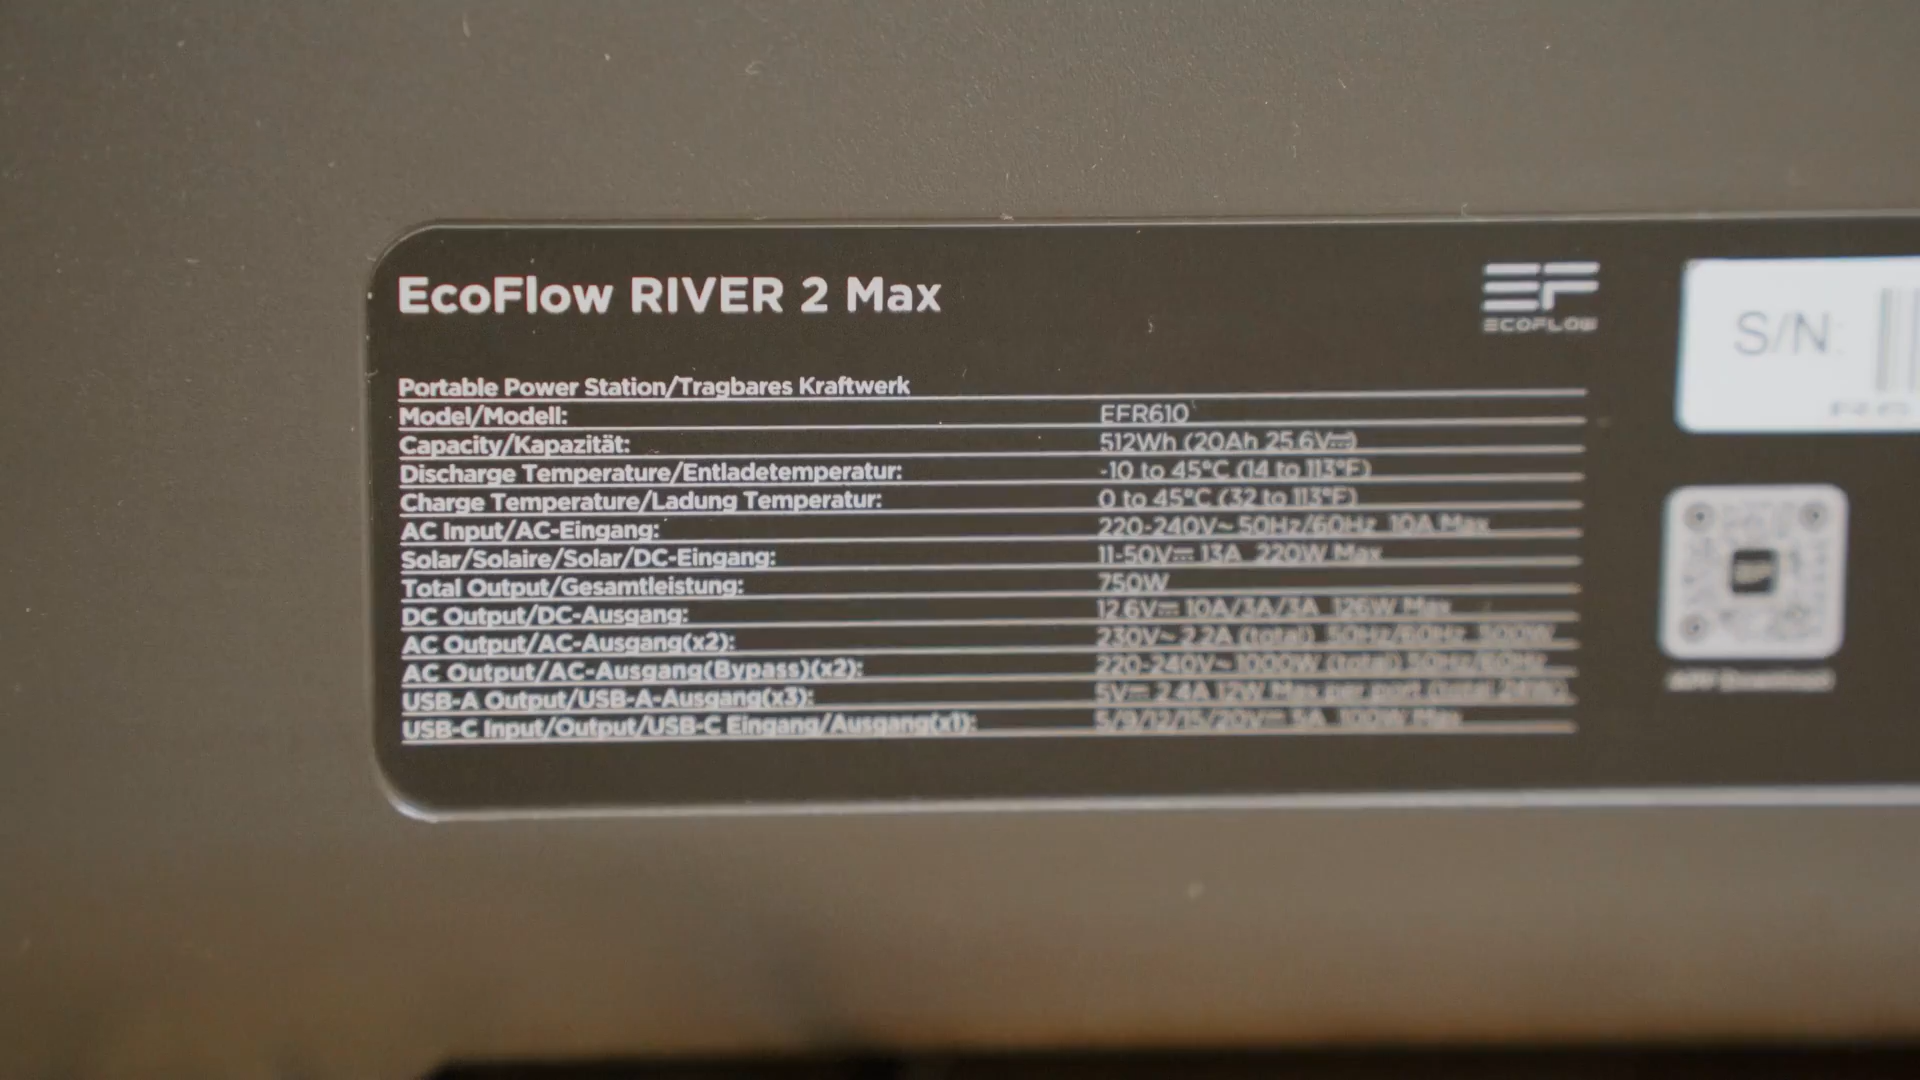 EcoFlow RIVER 2 Max
ECOFLOW
S/N:
Portable Power Station/Tragbares Kraftwerk
Model/Modell: EFR610
Capacity/Kapazität: 512Wh (20Ah 25.6V⎓)
Discharge Temperature/Entladetemperatur: -10 to 45°C (14 to 113°F)
Charge Temperature/Ladung Temperatur: 0 to 45°C (32 to 113°F)
AC Input/AC-Eingang: 220-240V~ 50Hz/60Hz 10A Max
Solar/Solaire/Solar/DC-Eingang: 11-50V⎓ 13A 220W Max
Total Output/Gesamtleistung: 750W
DC Output/DC-Ausgang: 12.6V⎓ 10A/3A/3A 126W Max
AC Output/AC-Ausgang(x2): 230V~ 2.2A (total) 50Hz/60Hz 500W
AC Output/AC-Ausgang(Bypass)(x2): 220-240V~ 1000W (total) 50Hz/60Hz
USB-A Output/USB-A-Ausgang(x3): 5V⎓ 2.4A 12W Max per port (total 24W)
USB-C Input/Output/USB-C Eingang/Ausgang(x1): 5/9/12/15/20V⎓ 5A 100W Max
APP Download